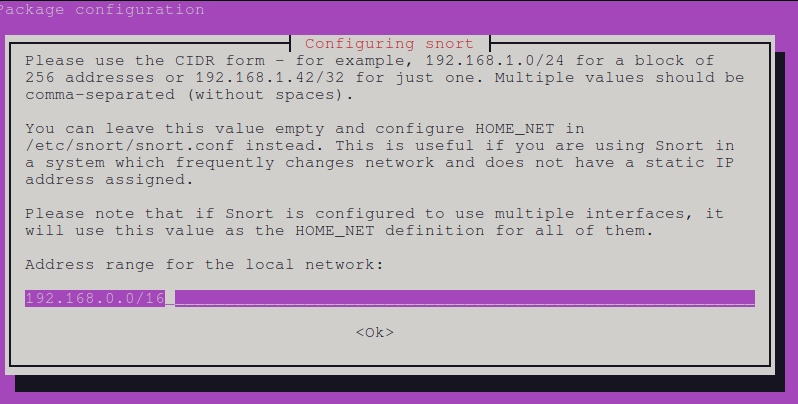 Package configuration
Configuring snort
Please use the CIDR form - for example, 192.168.1.0/24 for a block of
256 addresses or 192.168.1.42/32 for just one. Multiple values should be
comma-separated (without spaces).
You can leave this value empty and configure HOME_NET in
/etc/snort/snort.conf instead. This is useful if you are using Snort in
a system which frequently changes network and does not have a static IP
address assigned.
Please note that if Snort is configured to use multiple interfaces, it
will use this value as the HOME_NET definition for all of them.
Address range for the local network:
192.168.0.0/16
<Ok>